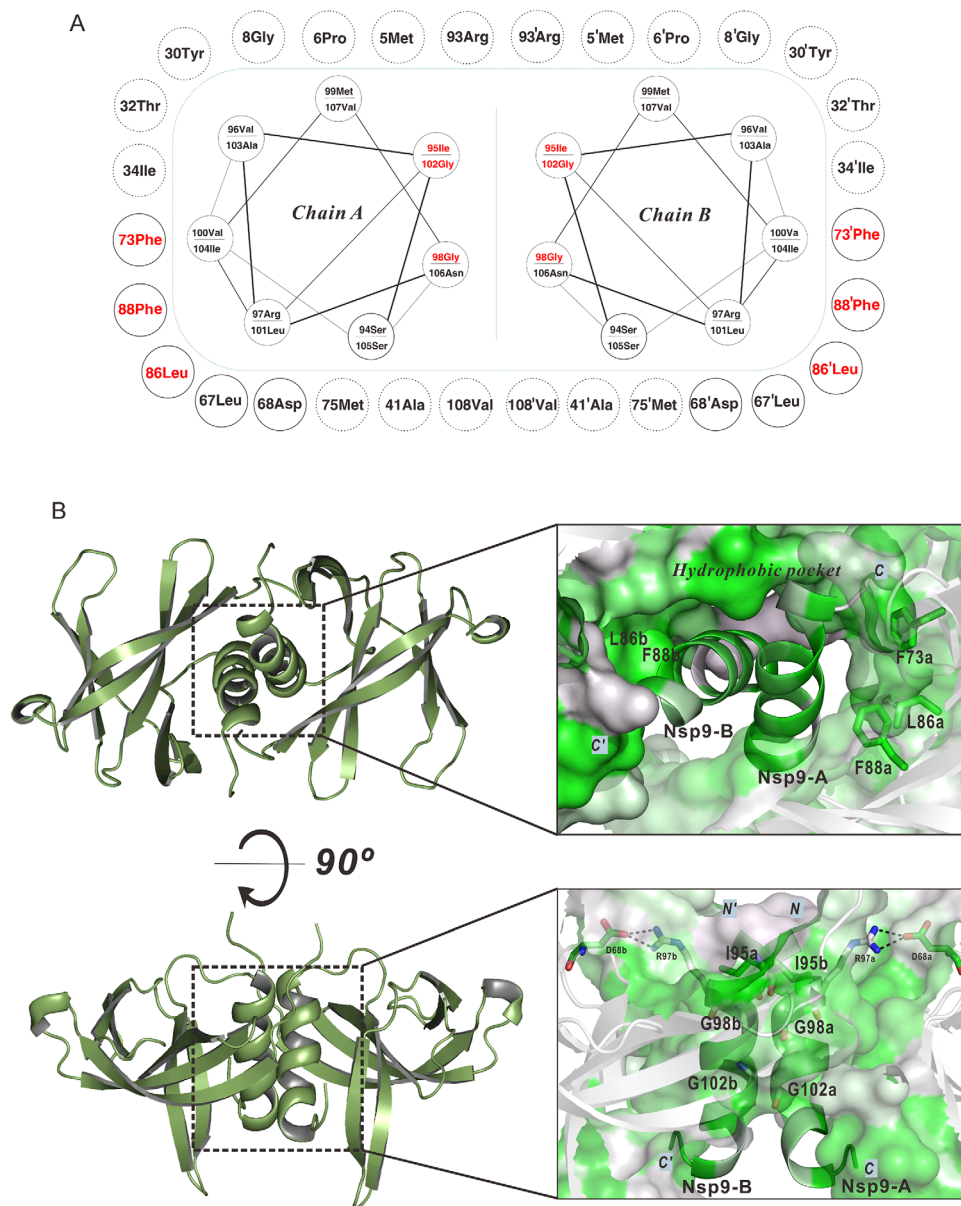 A
8Gly 6Pro 5Met 93Arg 93'Arg 5'Met 6'Pro 8'Gly
30Tyr 30'Tyr
32Thr 32'Thr
34Ile 34'Ile
73Phe 73'Phe
88Phe 88'Phe
86Leu 86'Leu
67Leu 68Asp 75Met 41Ala 108Val 108'Val 41'Ala 75'Met 68'Asp 67'Leu
99Met
107Val
96Val
103Ala
95Ile
102Gly
Chain A
100Val
104Ile
98Gly
106Asn
97Arg
101Leu
94Ser
105Ser
99Met
107Val
95Ile
102Gly
96Val
103Ala
Chain B
100Va
104Ile
98Gly
106Asn
94Ser
105Ser
97Arg
101Leu
B
Hydrophobic pocket
C
L86b
F88b
F73a
L86a
Nsp9-B
C'
F88a
Nsp9-A
90º
N' N
D68b R97b I95a I95b R97a D68a
G98b G98a
G102b G102a
C' C
Nsp9-B Nsp9-A